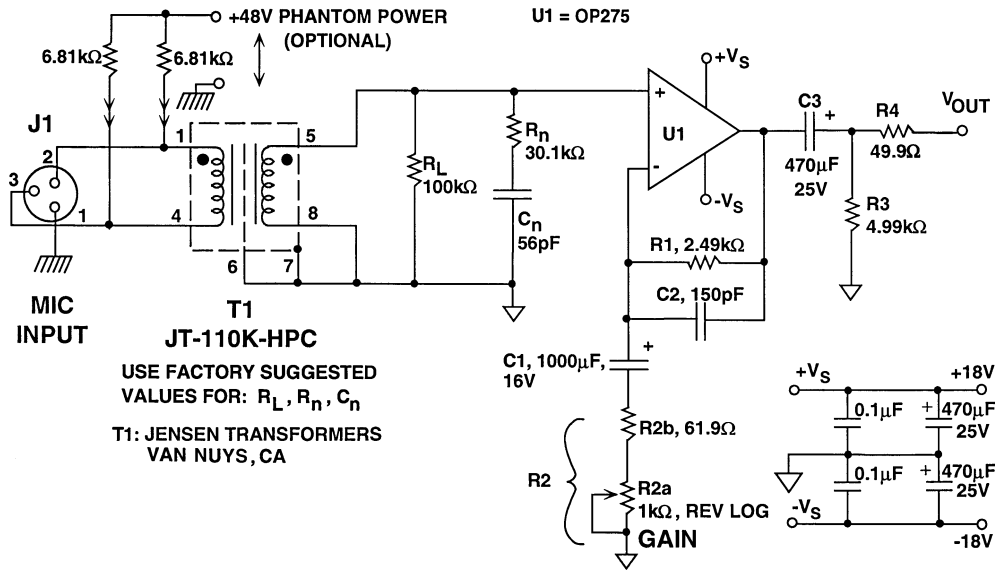 +48V PHANTOM POWER
(OPTIONAL)
U1 = OP275
6.81kΩ
6.81kΩ
J1
2
3
1
MIC
INPUT
1
4
5
8
6
7
T1
JT-110K-HPC
USE FACTORY SUGGESTED
VALUES FOR: RL, Rn, Cn
T1: JENSEN TRANSFORMERS
VAN NUYS, CA
RL
100kΩ
Rn
30.1kΩ
Cn
56pF
+
-
U1
+VS
-VS
C3
+
470µF
25V
R4
49.9Ω
VOUT
R3
4.99kΩ
R1, 2.49kΩ
C2, 150pF
+
C1, 1000µF,
16V
R2
R2b, 61.9Ω
R2a
1kΩ, REV LOG
GAIN
+VS
+18V
0.1µF
+
470µF
25V
0.1µF
+
470µF
25V
-VS
-18V